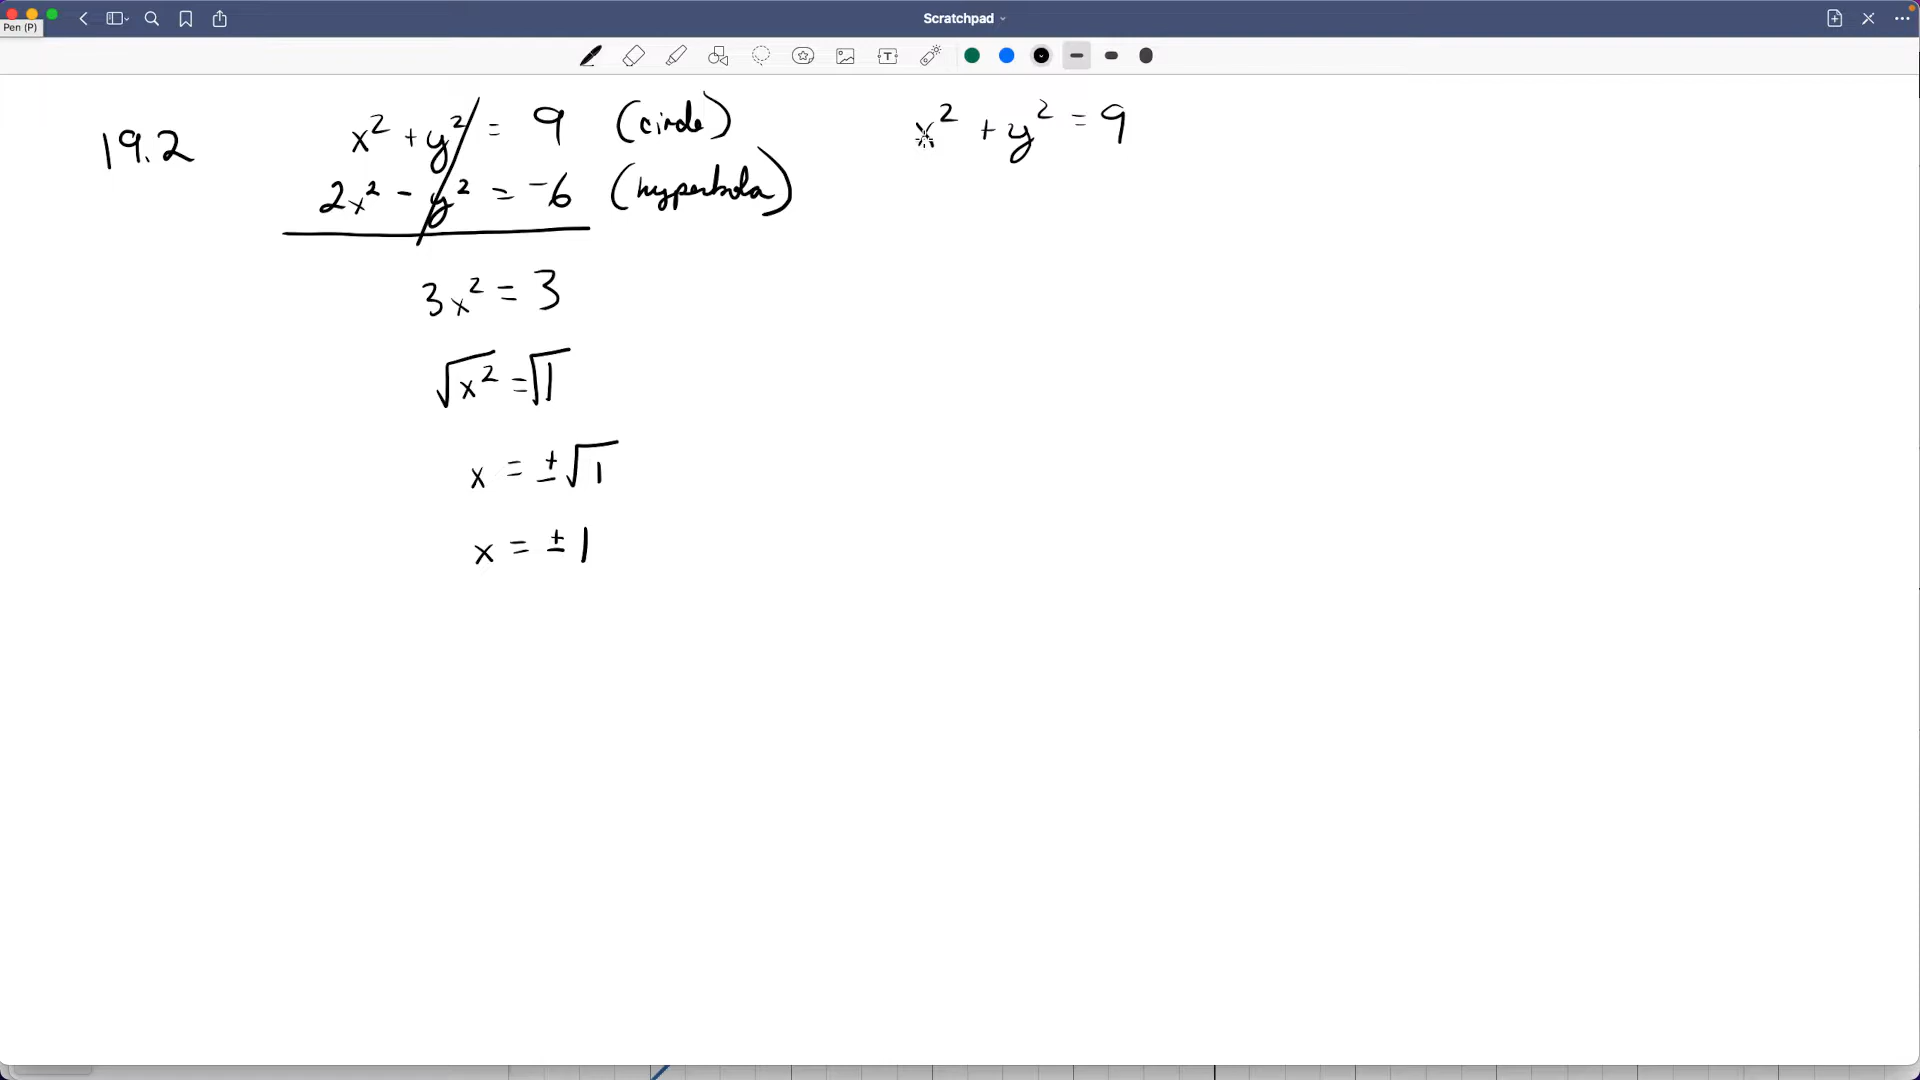 Scratchpad
Pen (P)
19.2
x² + y² = 9 (circle)
2x² - y² = -6 (hyperbola)
3x² = 3
√x² = √1
x = ±√1
x = ±1
x² + y² = 9